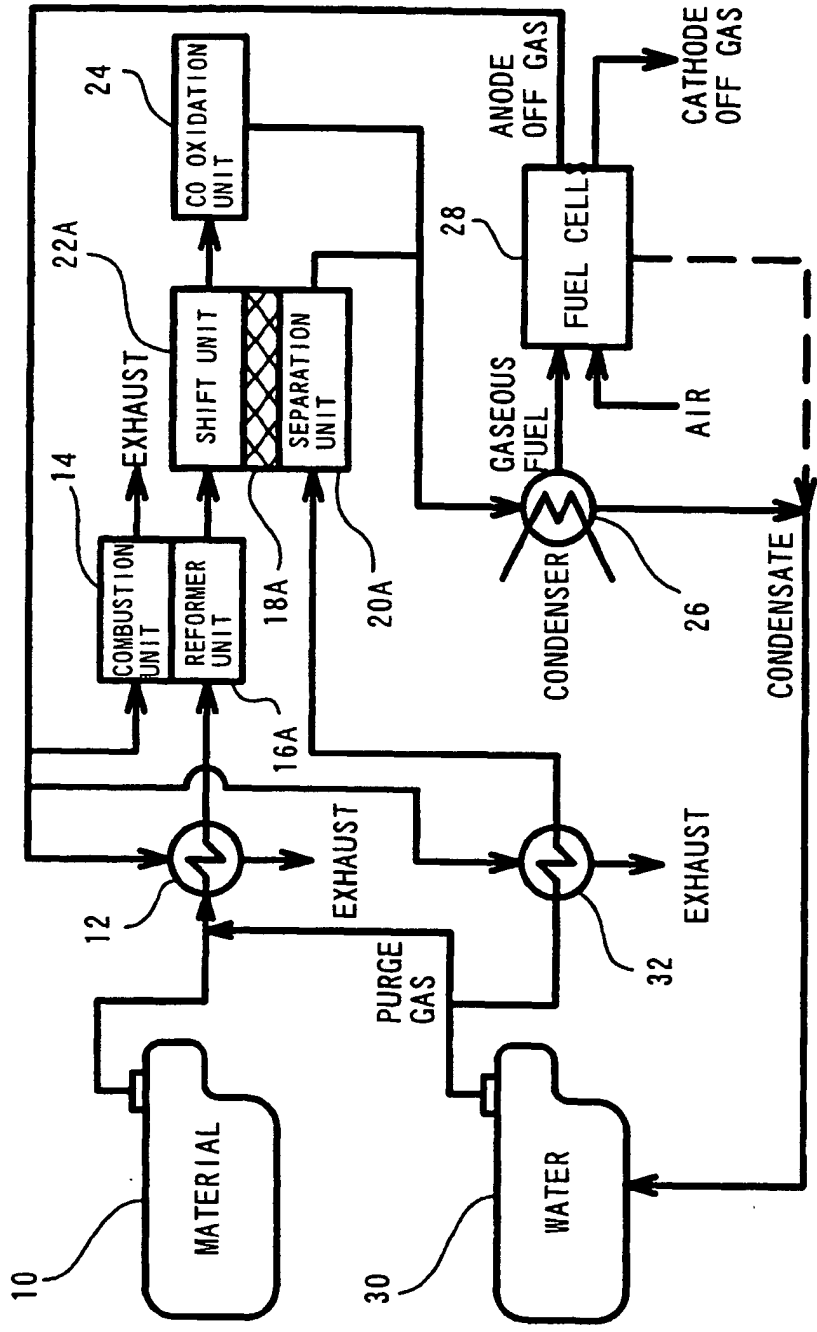 10
MATERIAL
12
EXHAUST
14
COMBUSTION
UNIT
REFORMER
UNIT
16A
EXHAUST
22A
SHIFT UNIT
SEPARATION
UNIT
18A
20A
24
CO OXIDATION
UNIT
30
WATER
PURGE
GAS
32
EXHAUST
CONDENSER
26
GASEOUS
FUEL
28
FUEL CELL
AIR
ANODE
OFF GAS
CATHODE
OFF GAS
CONDENSATE